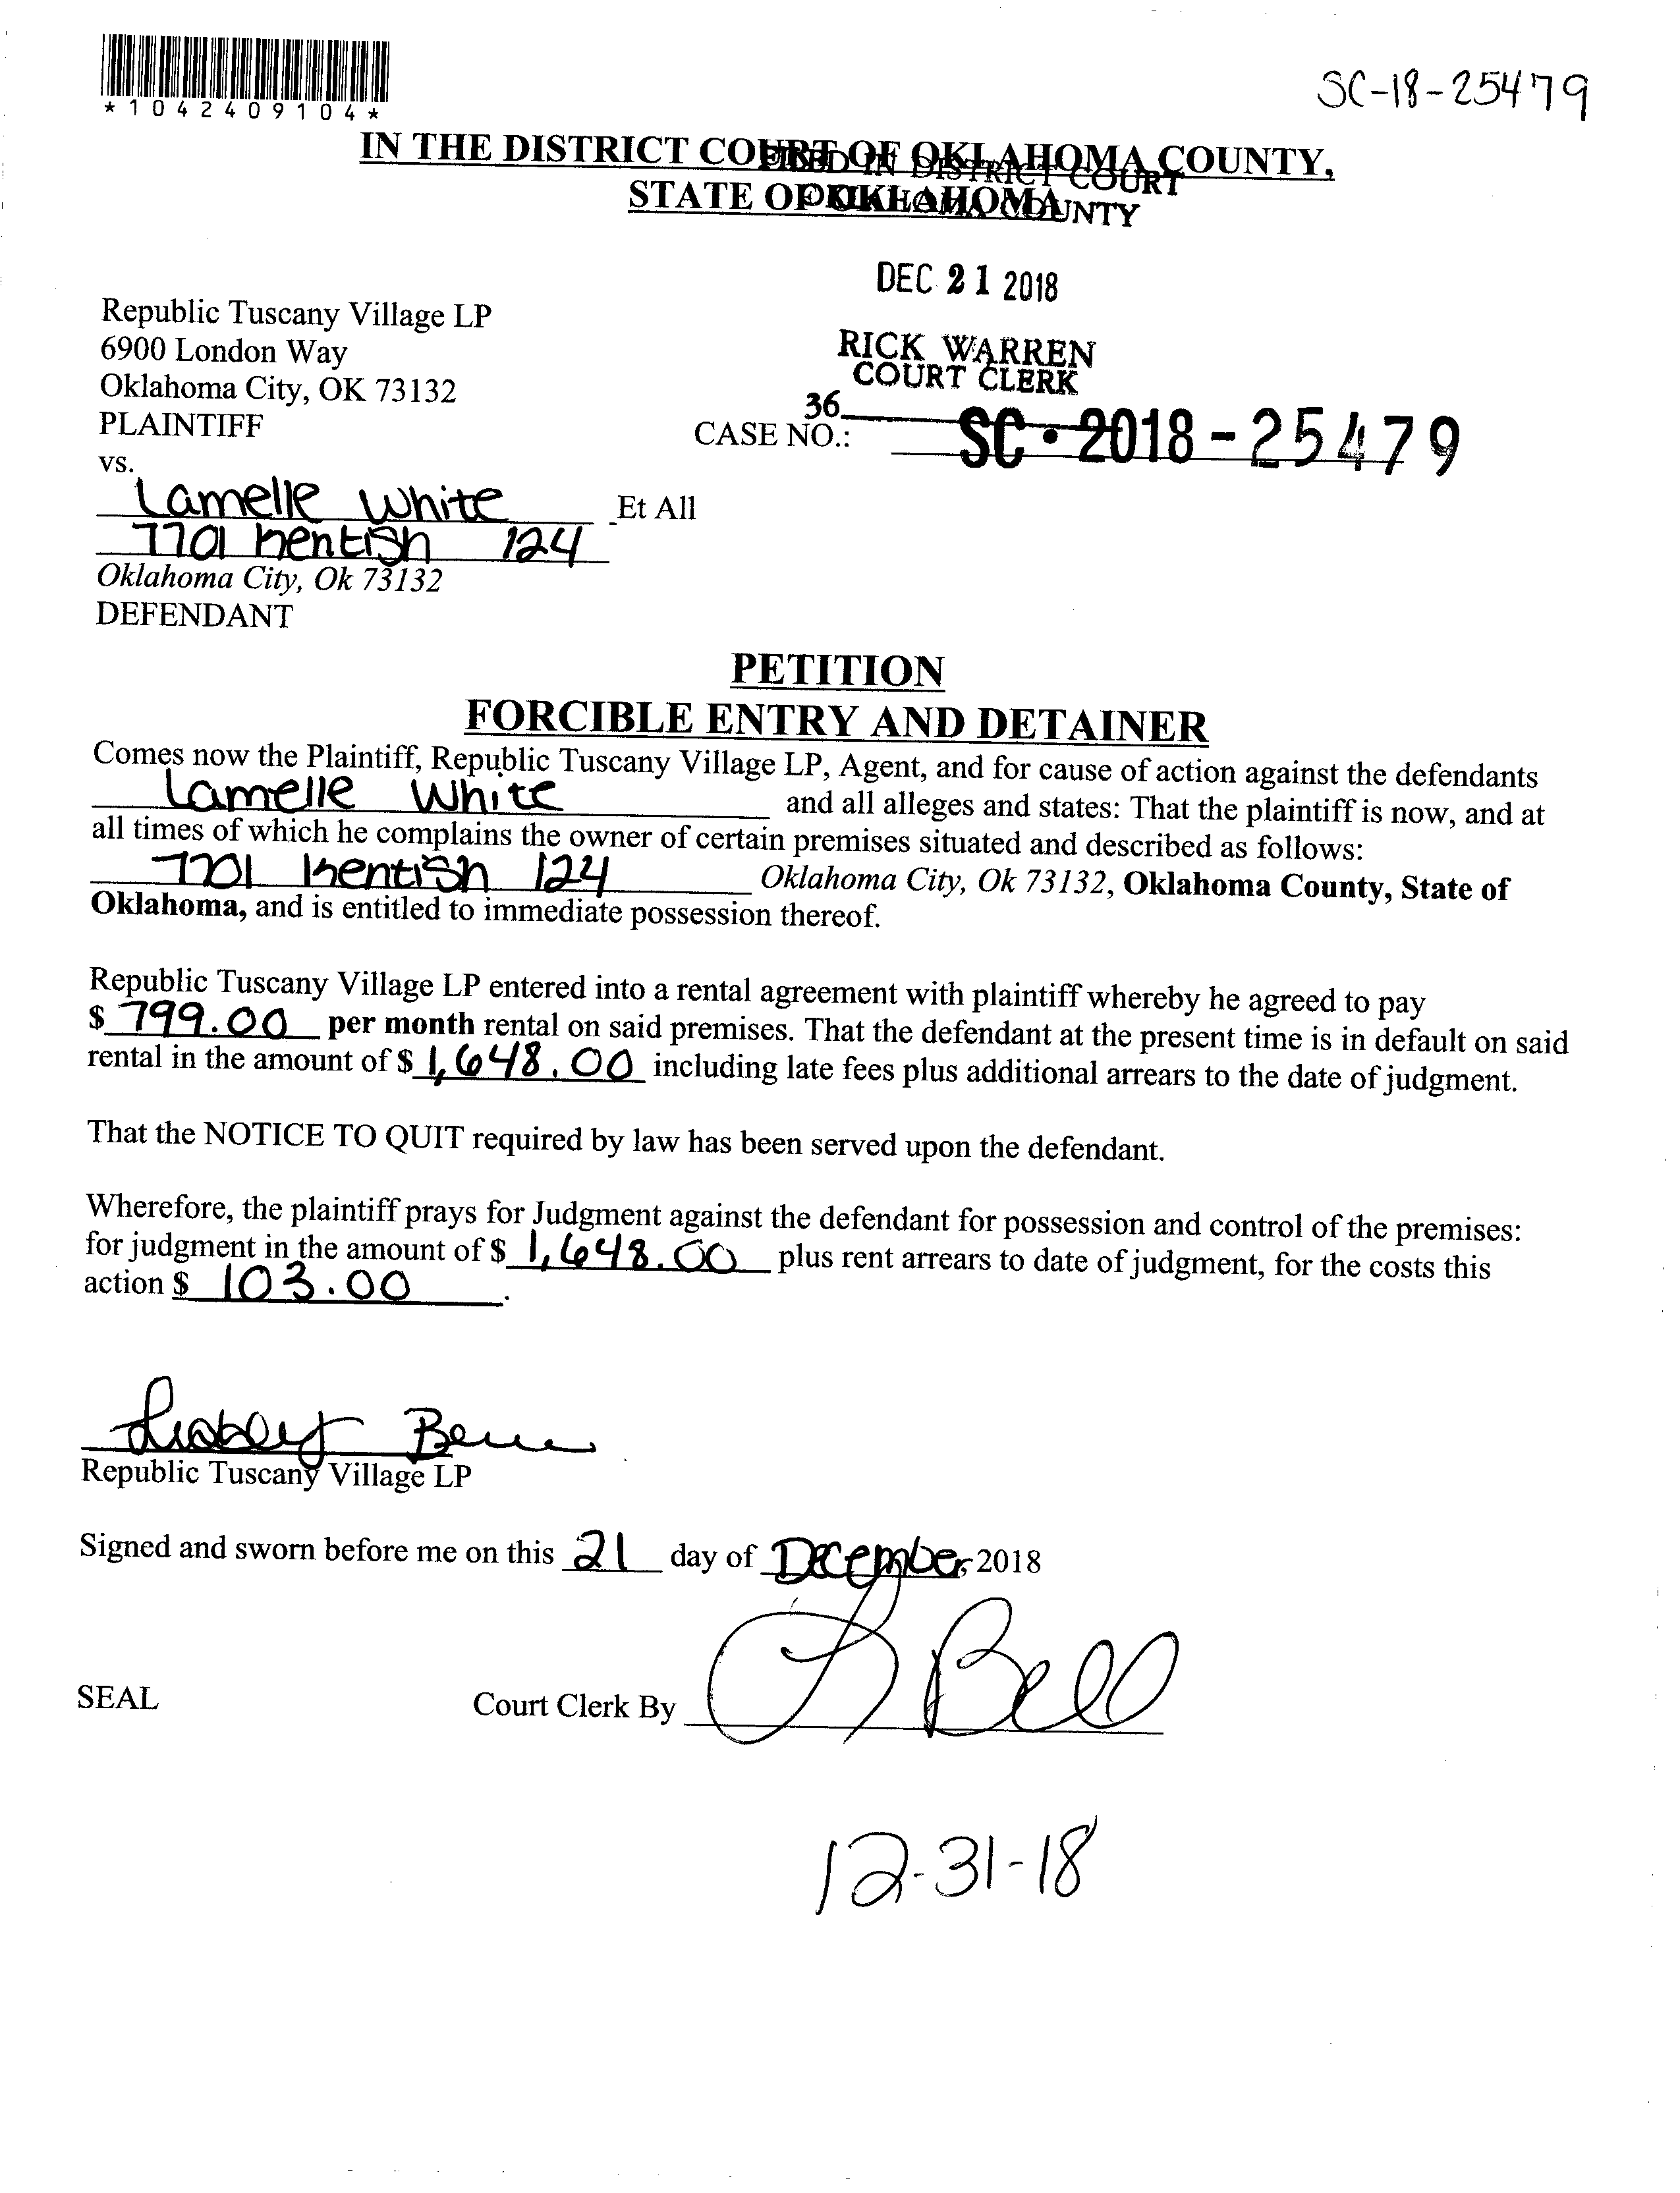 *1042409104*
SC-18-25479
IN THE DISTRICT COURT OF OKLAHOMA COUNTY,
FILED IN DISTRICT COURT
STATE OF OKLAHOMA
OKLAHOMA COUNTY
DEC 21 2018
Republic Tuscany Village LP
RICK WARREN
6900 London Way
COURT CLERK
Oklahoma City, OK 73132
36
PLAINTIFF
CASE NO.: SC-2018-25479
vs.
Lamelle White Et All
7701 Kentish 124
Oklahoma City, Ok 73132
DEFENDANT
PETITION
FORCIBLE ENTRY AND DETAINER
Comes now the Plaintiff, Republic Tuscany Village LP, Agent, and for cause of action against the defendants
Lamelle White and all alleges and states: That the plaintiff is now, and at
all times of which he complains the owner of certain premises situated and described as follows:
7701 Kentish 124 Oklahoma City, Ok 73132, Oklahoma County, State of
Oklahoma, and is entitled to immediate possession thereof.
Republic Tuscany Village LP entered into a rental agreement with plaintiff whereby he agreed to pay
$ 799.00 per month rental on said premises. That the defendant at the present time is in default on said
rental in the amount of $ 1,648.00 including late fees plus additional arrears to the date of judgment.
That the NOTICE TO QUIT required by law has been served upon the defendant.
Wherefore, the plaintiff prays for Judgment against the defendant for possession and control of the premises:
for judgment in the amount of $ 1,648.00 plus rent arrears to date of judgment, for the costs this
action $ 103.00.
Republic Tuscany Village LP
Signed and sworn before me on this 21 day of December, 2018
SEAL Court Clerk By L Bell
12-31-18